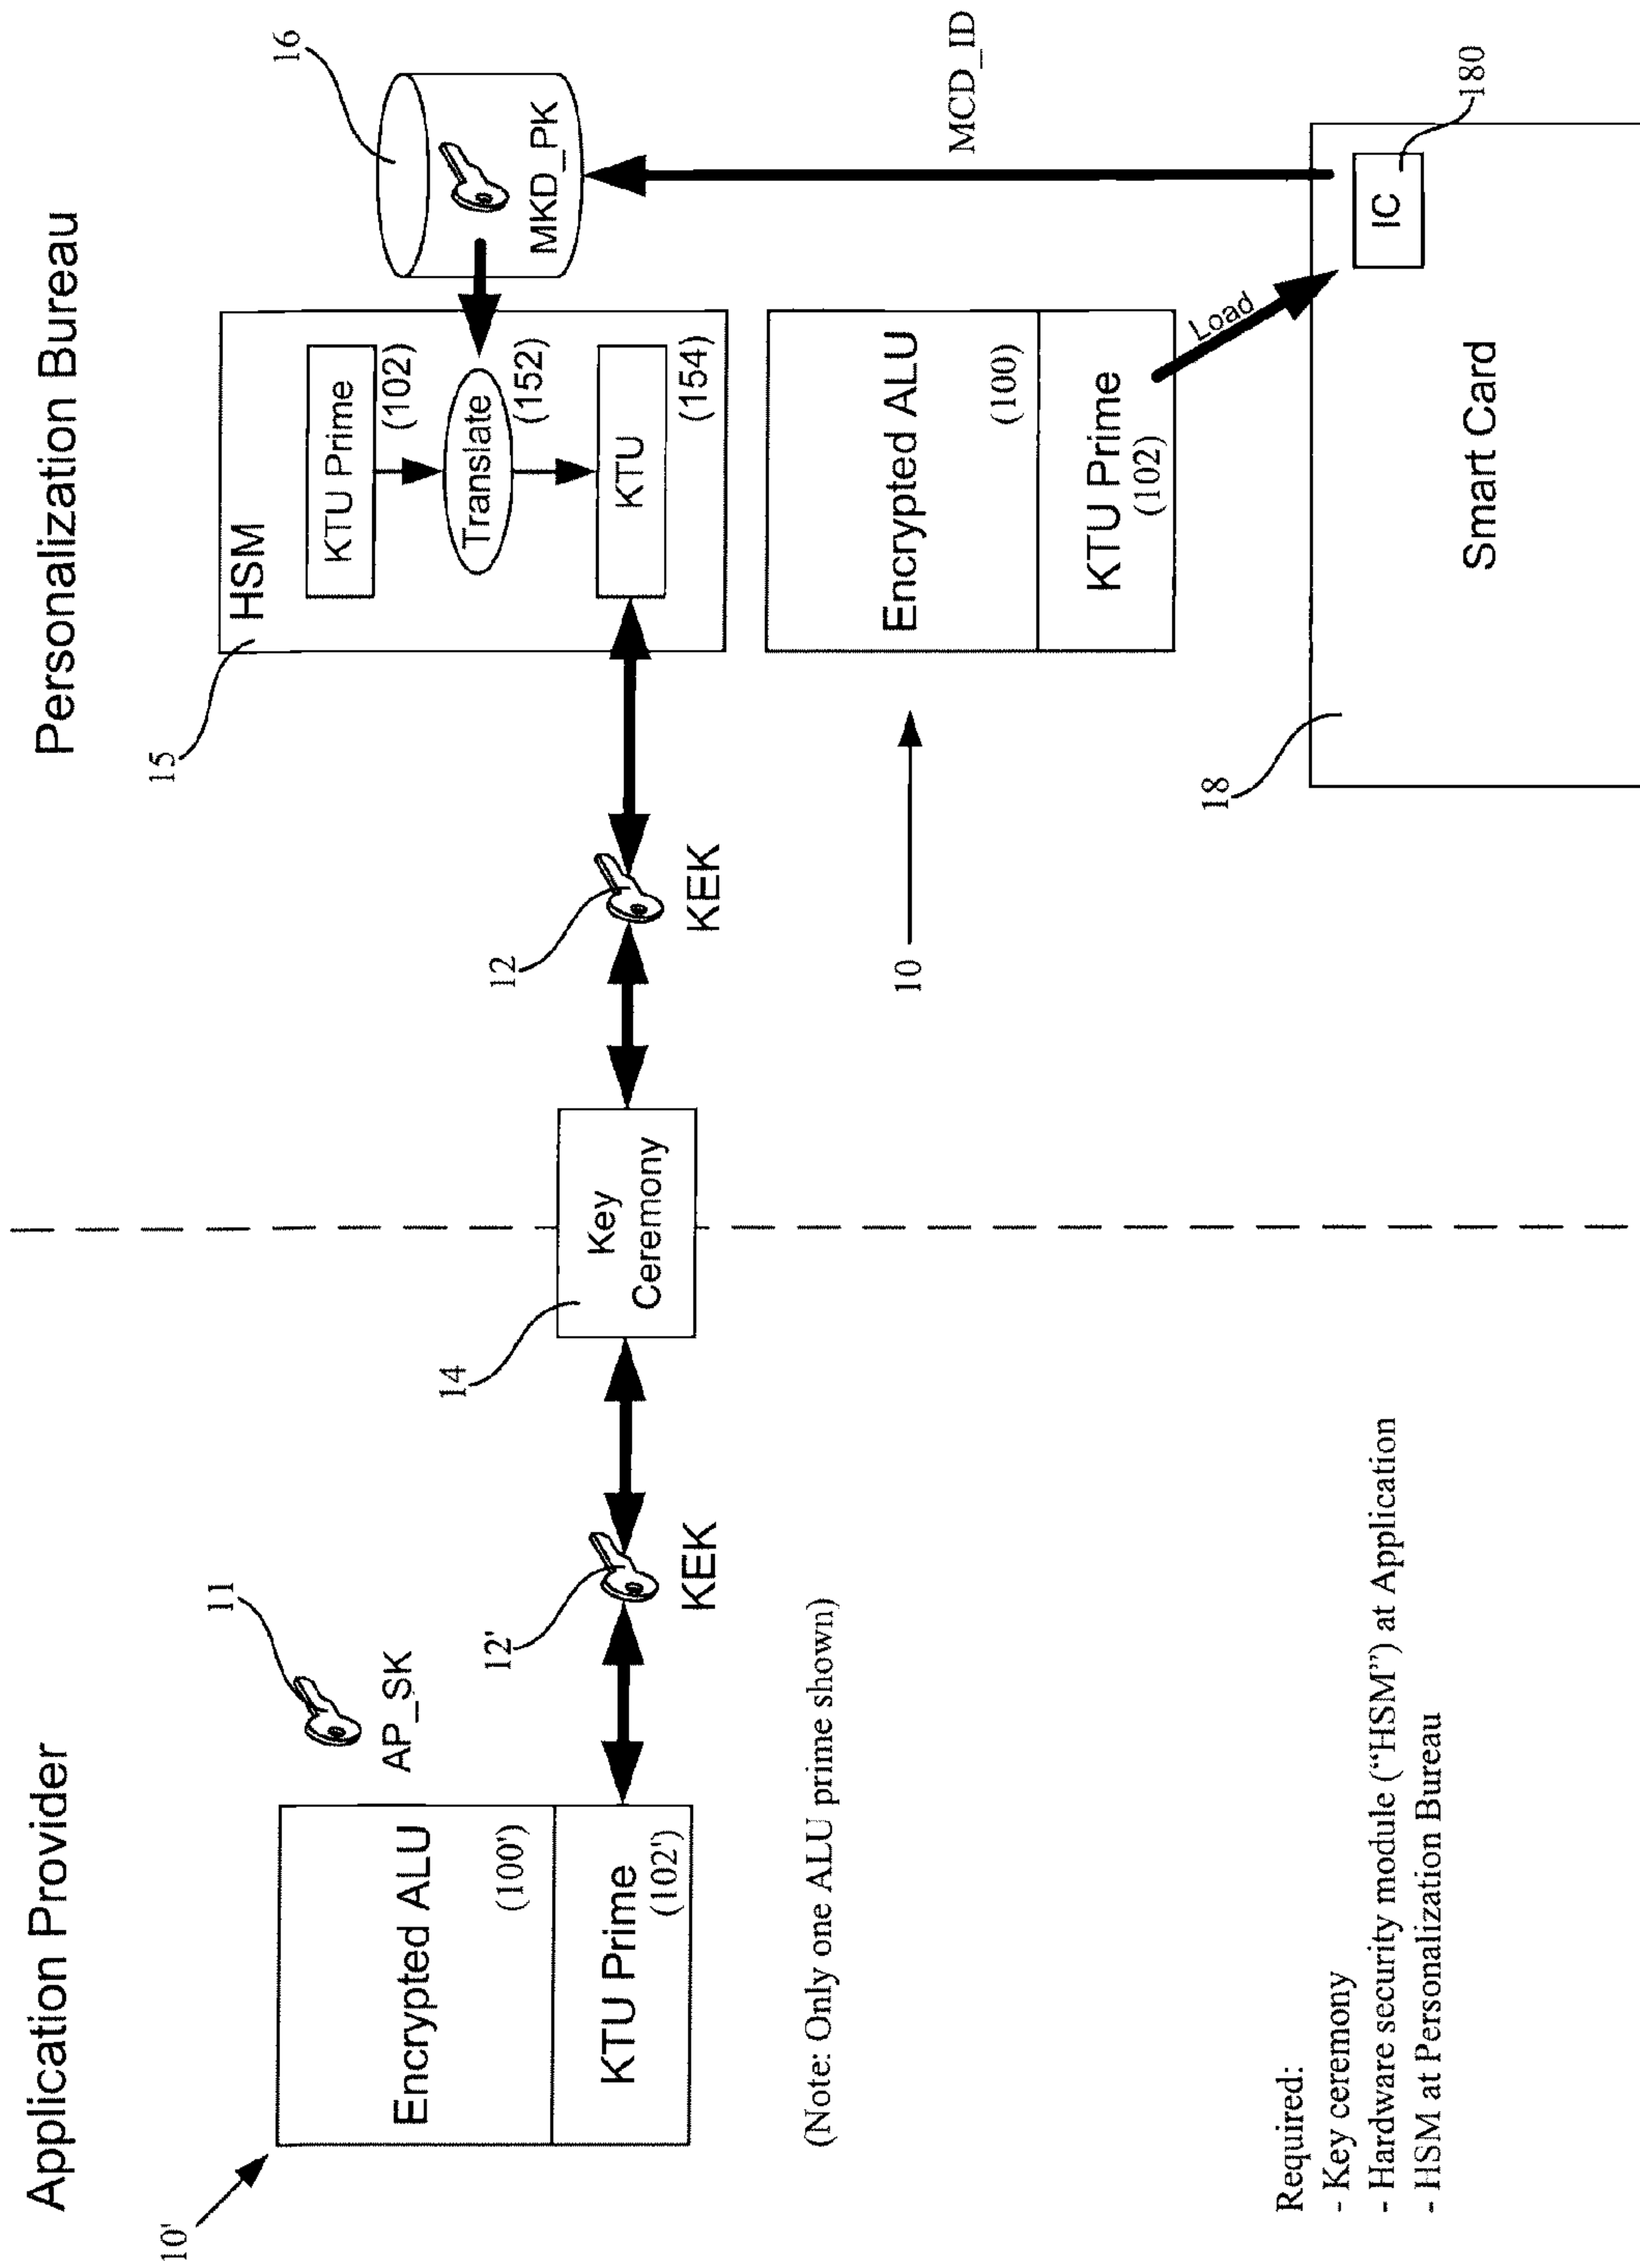 Application Provider
10'
Encrypted ALU
(100')
KTU Prime
(102')
11
AP_SK
12'
KEK
14
Key
Ceremony
(Note: Only one ALU prime shown)
Required:
- Key ceremony
- Hardware security module (“HSM”) at Application
- HSM at Personalization Bureau
Personalization Bureau
12
KEK
15
HSM
KTU Prime
(102)
Translate
(152)
KTU
(154)
16
MKD_PK
MCD_ID
10
Encrypted ALU
(100)
KTU Prime
(102)
Load
18
IC
180
Smart Card